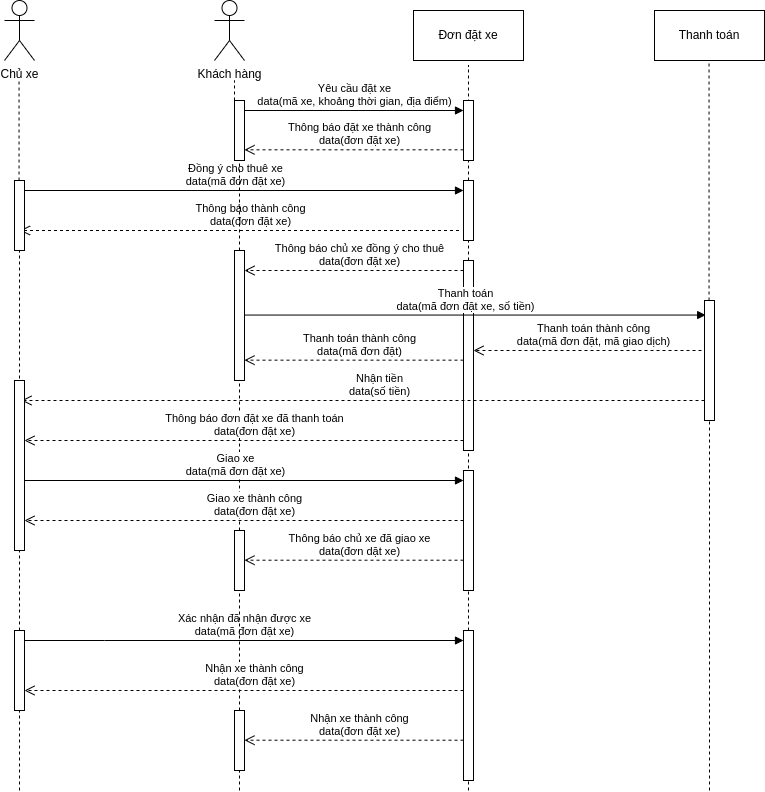 Chủ xe
Khách hàng
Đơn đặt xe
Thanh toán
Yêu cầu đặt xe
data(mã xe, khoảng thời gian, địa điểm)
Thông báo đặt xe thành công
data(đơn đặt xe)
Đồng ý cho thuê xe
data(mã đơn đặt xe)
Thông báo thành công
data(đơn đặt xe)
Thông báo chủ xe đồng ý cho thuê
data(đơn đặt xe)
Thanh toán
data(mã đơn đặt xe, số tiền)
Thanh toán thành công
data(mã đơn đặt, mã giao dịch)
Thanh toán thành công
data(mã đơn đặt)
Nhận tiền
data(số tiền)
Thông báo đơn đặt xe đã thanh toán
data(đơn đặt xe)
Giao xe
data(mã đơn đặt xe)
Giao xe thành công
data(đơn đặt xe)
Thông báo chủ xe đã giao xe
data(đơn dặt xe)
Xác nhận đã nhận được xe
data(mã đơn đặt xe)
Nhận xe thành công
data(đơn đặt xe)
Nhận xe thành công
data(đơn đặt xe)